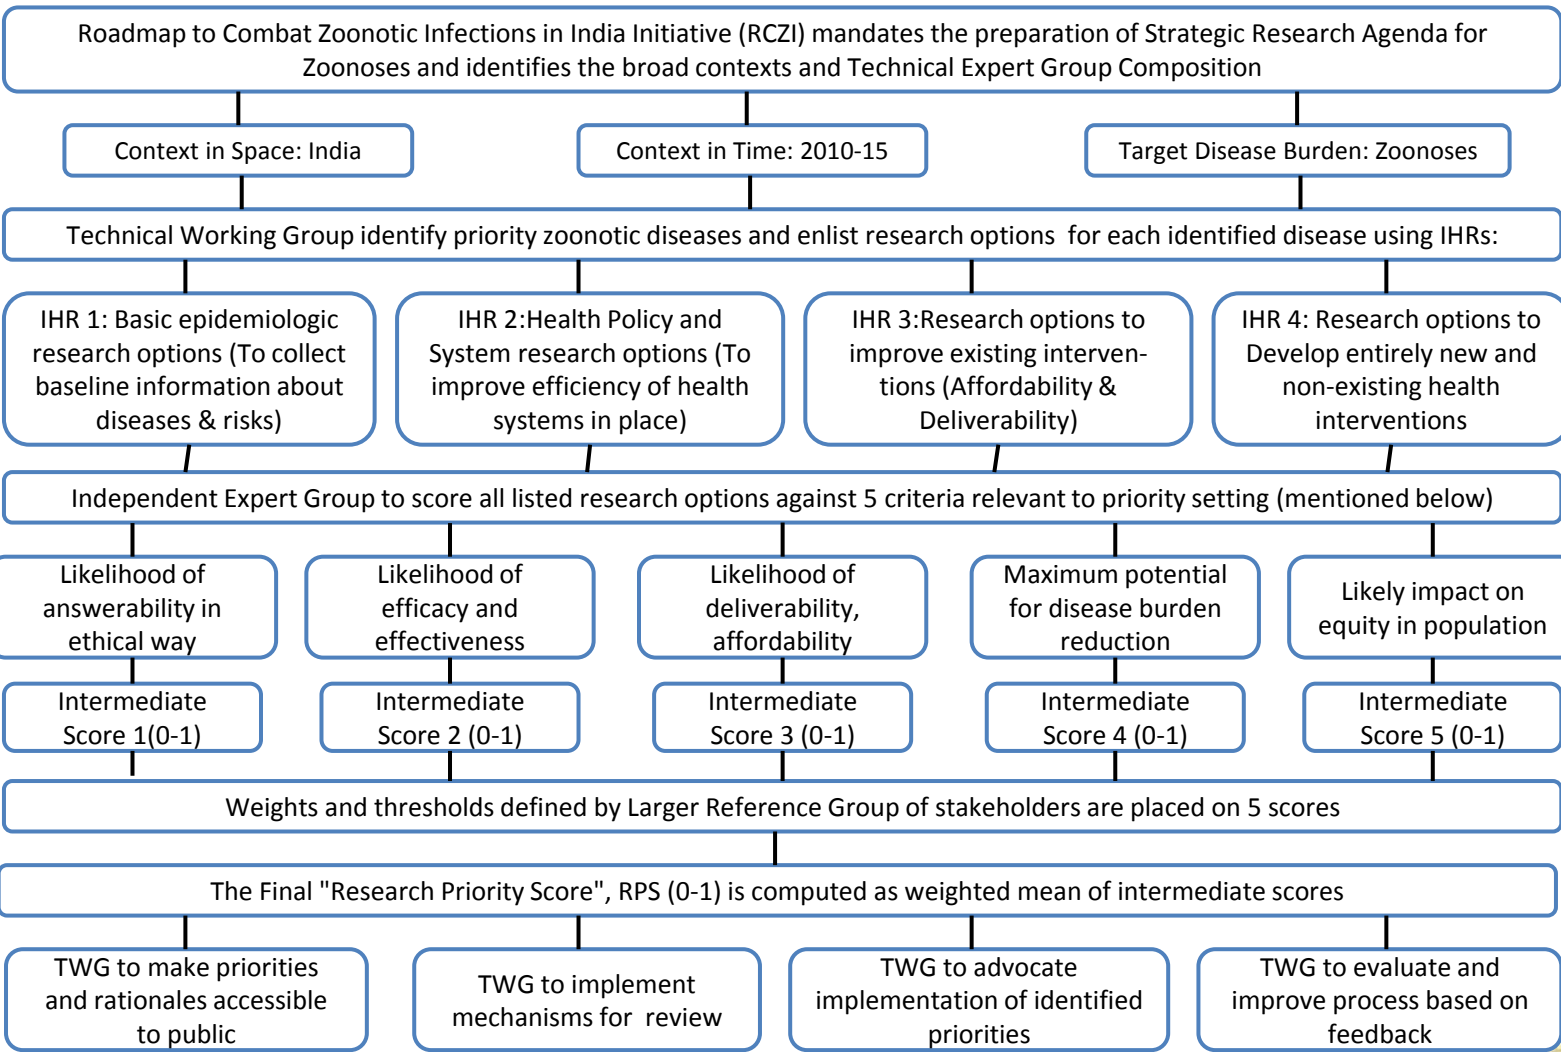 Roadmap to Combat Zoonotic Infections in India Initiative (RCZI) mandates the preparation of Strategic Research Agenda for
Zoonoses and identifies the broad contexts and Technical Expert Group Composition
Context in Space: India
Context in Time: 2010-15
Target Disease Burden: Zoonoses
Technical Working Group identify priority zoonotic diseases and enlist research options for each identified disease using IHRs:
IHR 1: Basic epidemiologic
research options (To collect
baseline information about
diseases & risks)
IHR 2:Health Policy and
System research options (To
improve efficiency of health
systems in place)
IHR 3:Research options to
improve existing interven-
tions (Affordability &
Deliverability)
IHR 4: Research options to
Develop entirely new and
non-existing health
interventions
Independent Expert Group to score all listed research options against 5 criteria relevant to priority setting (mentioned below)
Likelihood of
answerability in
ethical way
Likelihood of
efficacy and
effectiveness
Likelihood of
deliverability,
affordability
Maximum potential
for disease burden
reduction
Likely impact on
equity in population
Intermediate
Score 1(0-1)
Intermediate
Score 2 (0-1)
Intermediate
Score 3 (0-1)
Intermediate
Score 4 (0-1)
Intermediate
Score 5 (0-1)
Weights and thresholds defined by Larger Reference Group of stakeholders are placed on 5 scores
The Final "Research Priority Score", RPS (0-1) is computed as weighted mean of intermediate scores
TWG to make priorities
and rationales accessible
to public
TWG to implement
mechanisms for review
TWG to advocate
implementation of identified
priorities
TWG to evaluate and
improve process based on
feedback